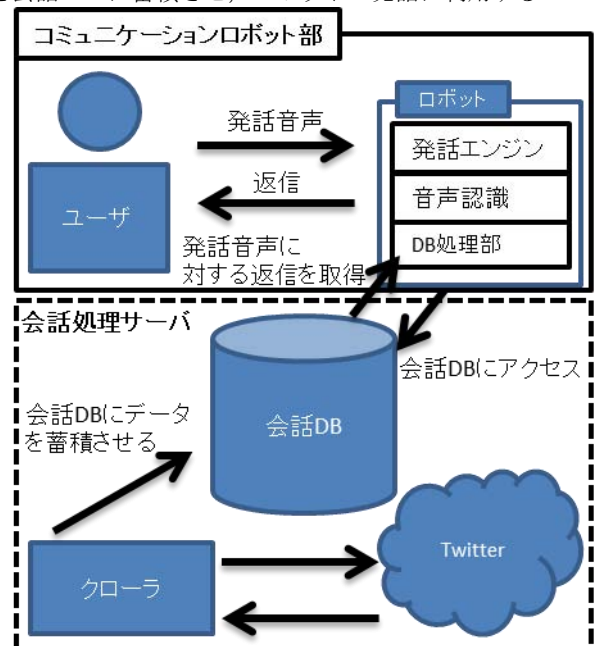 コミュニケーションロボット部
ロボット
発話音声
発話エンジン
返信
音声認識
ユーザ
DB処理部
発話音声に
対する返信を取得
会話処理サーバ
会話DBにアクセス
会話DBにデータ
を蓄積させる
会話DB
Twitter
クローラ